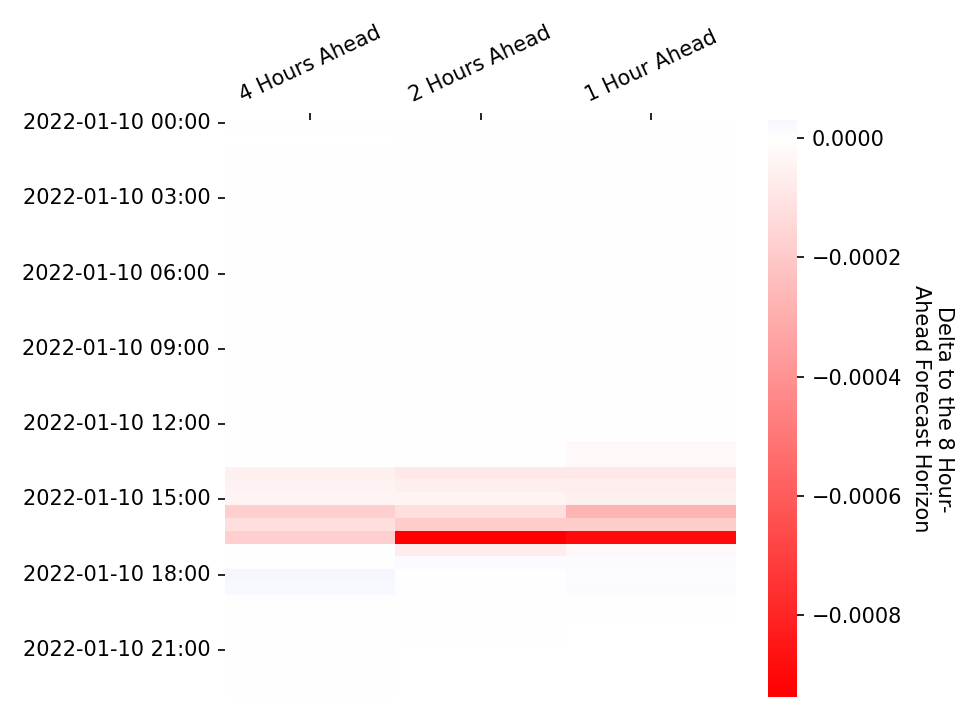 4 Hours Ahead
2 Hours Ahead
1 Hour Ahead
2022-01-10 00:00
2022-01-10 03:00
2022-01-10 06:00
2022-01-10 09:00
2022-01-10 12:00
2022-01-10 15:00
2022-01-10 18:00
2022-01-10 21:00
0.0000
−0.0002
−0.0004
−0.0006
−0.0008
Delta to the 8 Hour-
Ahead Forecast Horizon